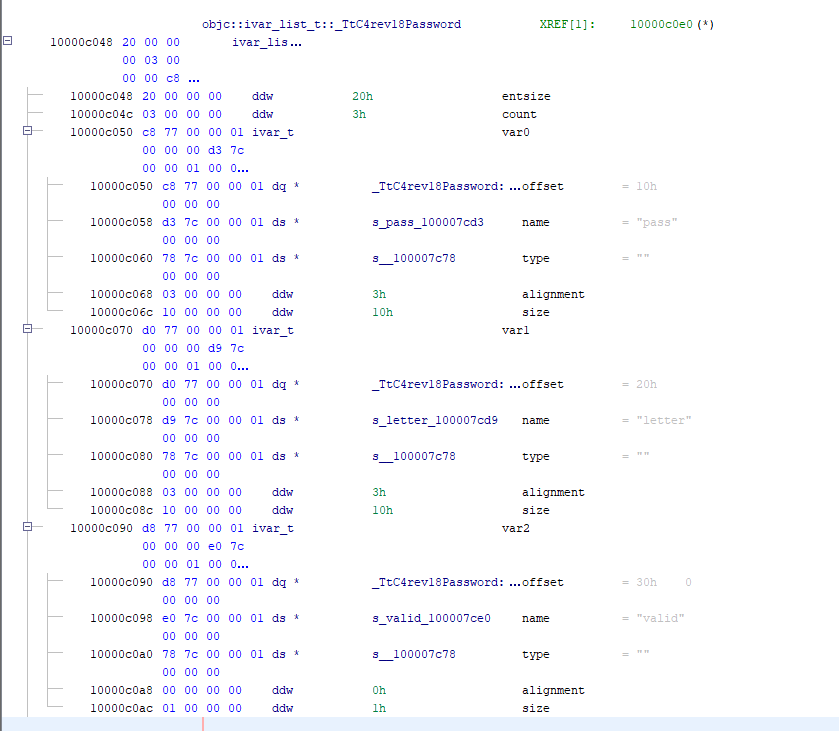 objc::ivar_list_t::_TtC4rev18Password XREF[1]: 10000c0e0(*)
10000c048 20 00 00 ivar_lis...
00 03 00
00 00 c8 ...
10000c048 20 00 00 00 ddw 20h entsize
10000c04c 03 00 00 00 ddw 3h count
10000c050 c8 77 00 00 01 ivar_t var0
00 00 00 d3 7c
00 00 01 00 0...
10000c050 c8 77 00 00 01 dq * _TtC4rev18Password: ...offset = 10h
00 00 00
10000c058 d3 7c 00 00 01 ds * s_pass_100007cd3 name = "pass"
00 00 00
10000c060 78 7c 00 00 01 ds * s__100007c78 type = ""
00 00 00
10000c068 03 00 00 00 ddw 3h alignment
10000c06c 10 00 00 00 ddw 10h size
10000c070 d0 77 00 00 01 ivar_t var1
00 00 00 d9 7c
00 00 01 00 0...
10000c070 d0 77 00 00 01 dq * _TtC4rev18Password: ...offset = 20h
00 00 00
10000c078 d9 7c 00 00 01 ds * s_letter_100007cd9 name = "letter"
00 00 00
10000c080 78 7c 00 00 01 ds * s__100007c78 type = ""
00 00 00
10000c088 03 00 00 00 ddw 3h alignment
10000c08c 10 00 00 00 ddw 10h size
10000c090 d8 77 00 00 01 ivar_t var2
00 00 00 e0 7c
00 00 01 00 0...
10000c090 d8 77 00 00 01 dq * _TtC4rev18Password: ...offset = 30h 0
00 00 00
10000c098 e0 7c 00 00 01 ds * s_valid_100007ce0 name = "valid"
00 00 00
10000c0a0 78 7c 00 00 01 ds * s__100007c78 type = ""
00 00 00
10000c0a8 00 00 00 00 ddw 0h alignment
10000c0ac 01 00 00 00 ddw 1h size